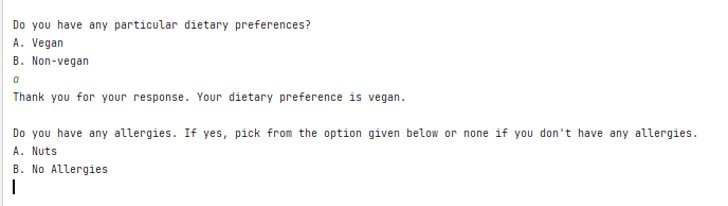 Do you have any particular dietary preferences?
A. Vegan
B. Non-vegan
a
Thank you for your response. Your dietary preference is vegan.
Do you have any allergies. If yes, pick from the option given below or none if you don't have any allergies.
A. Nuts
B. No Allergies